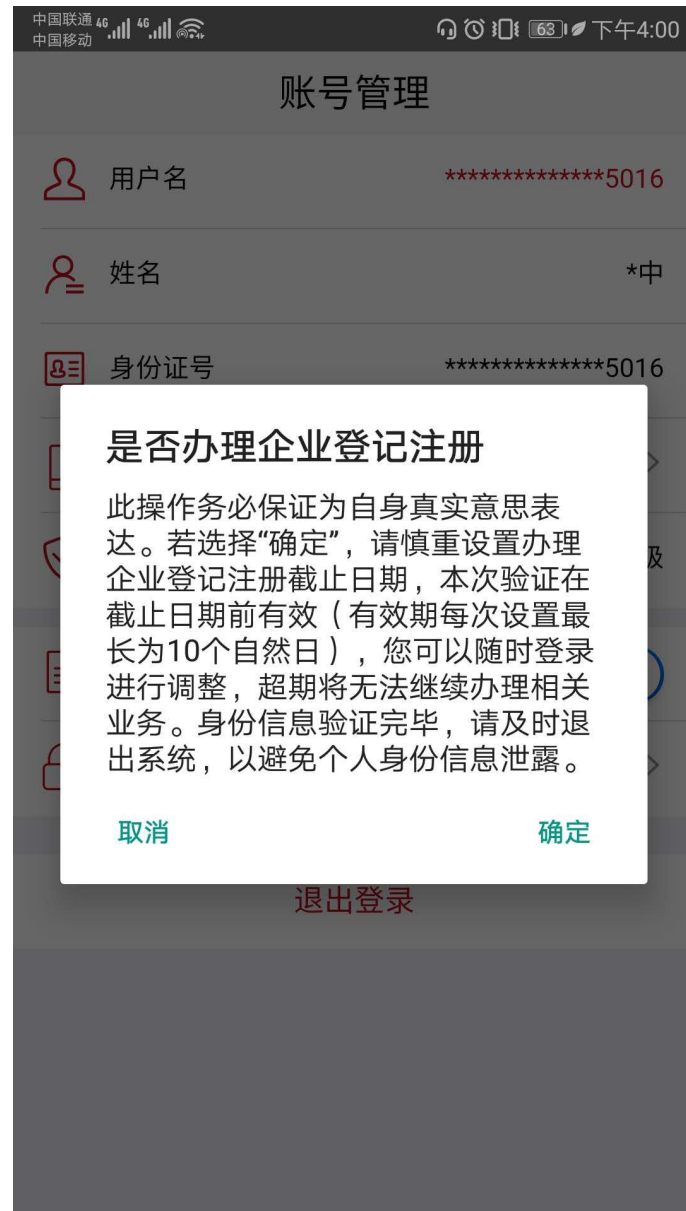 中国联通 4G 4G
中国移动
63 下午4:00
账号管理
用户名 **************5016
姓名 *中
身份证号 **************5016
是否办理企业登记注册
此操作务必保证为自身真实意思表
达。若选择“确定”，请慎重设置办理
企业登记注册截止日期，本次验证在
截止日期前有效（有效期每次设置最
长为10个自然日），您可以随时登录
进行调整，超期将无法继续办理相关
业务。身份信息验证完毕，请及时退
出系统，以避免个人身份信息泄露。
级
取消 确定
退出登录